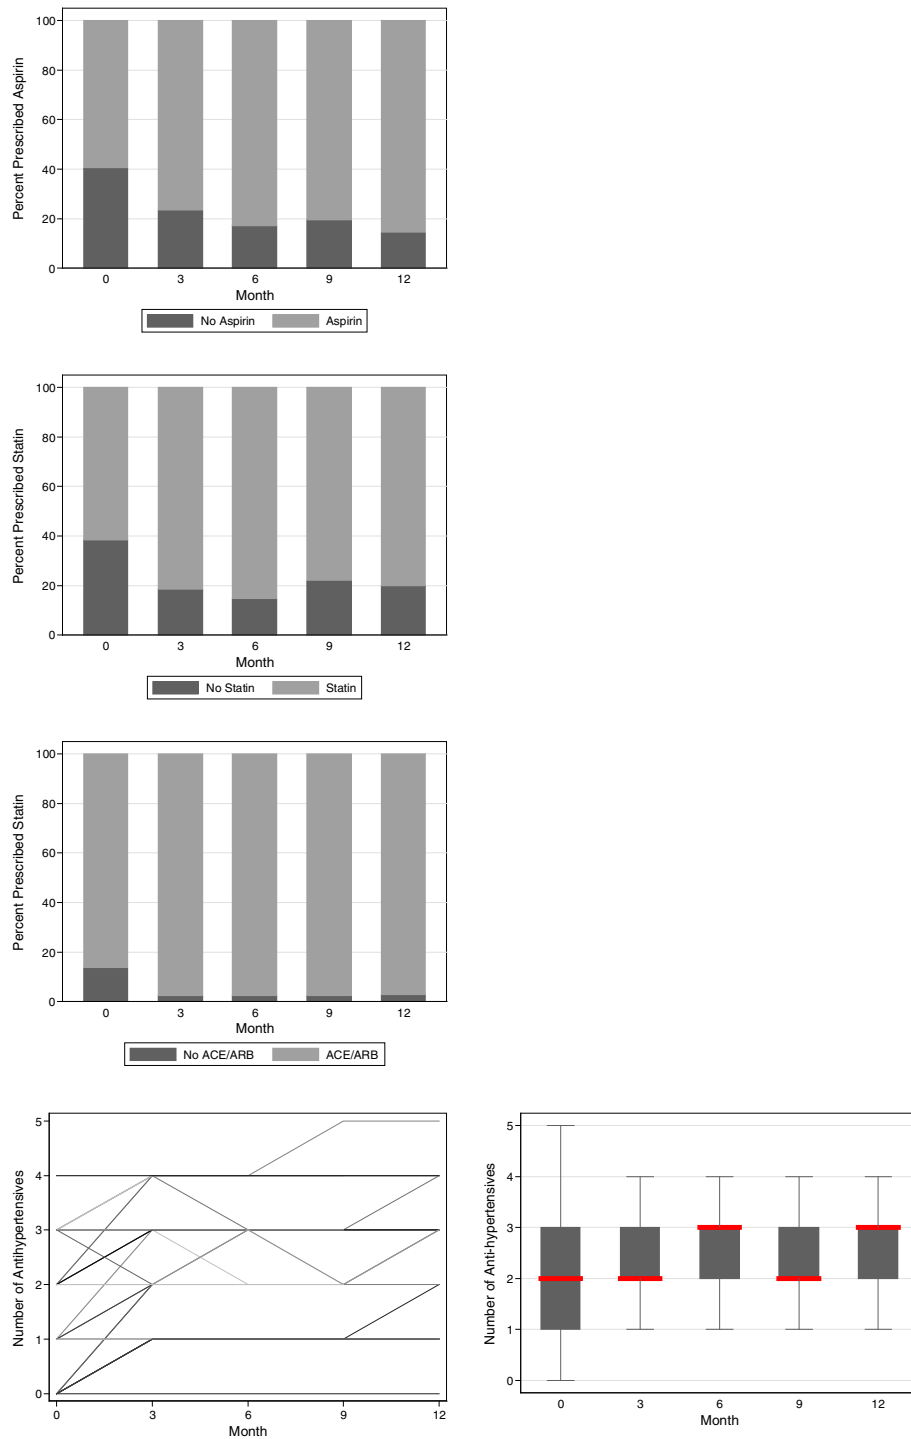 Percent Prescribed Aspirin
100
80
60
40
20
0
0 3 6 9 12
Month
No Aspirin Aspirin
Percent Prescribed Statin
100
80
60
40
20
0
0 3 6 9 12
Month
No Statin Statin
Percent Prescribed Statin
100
80
60
40
20
0
0 3 6 9 12
Month
No ACE/ARB ACE/ARB
Number of Antihypertensives
5
4
3
2
1
0
0 3 6 9 12
Month
Number of Anti-hypertensives
5
4
3
2
1
0
0 3 6 9 12
Month